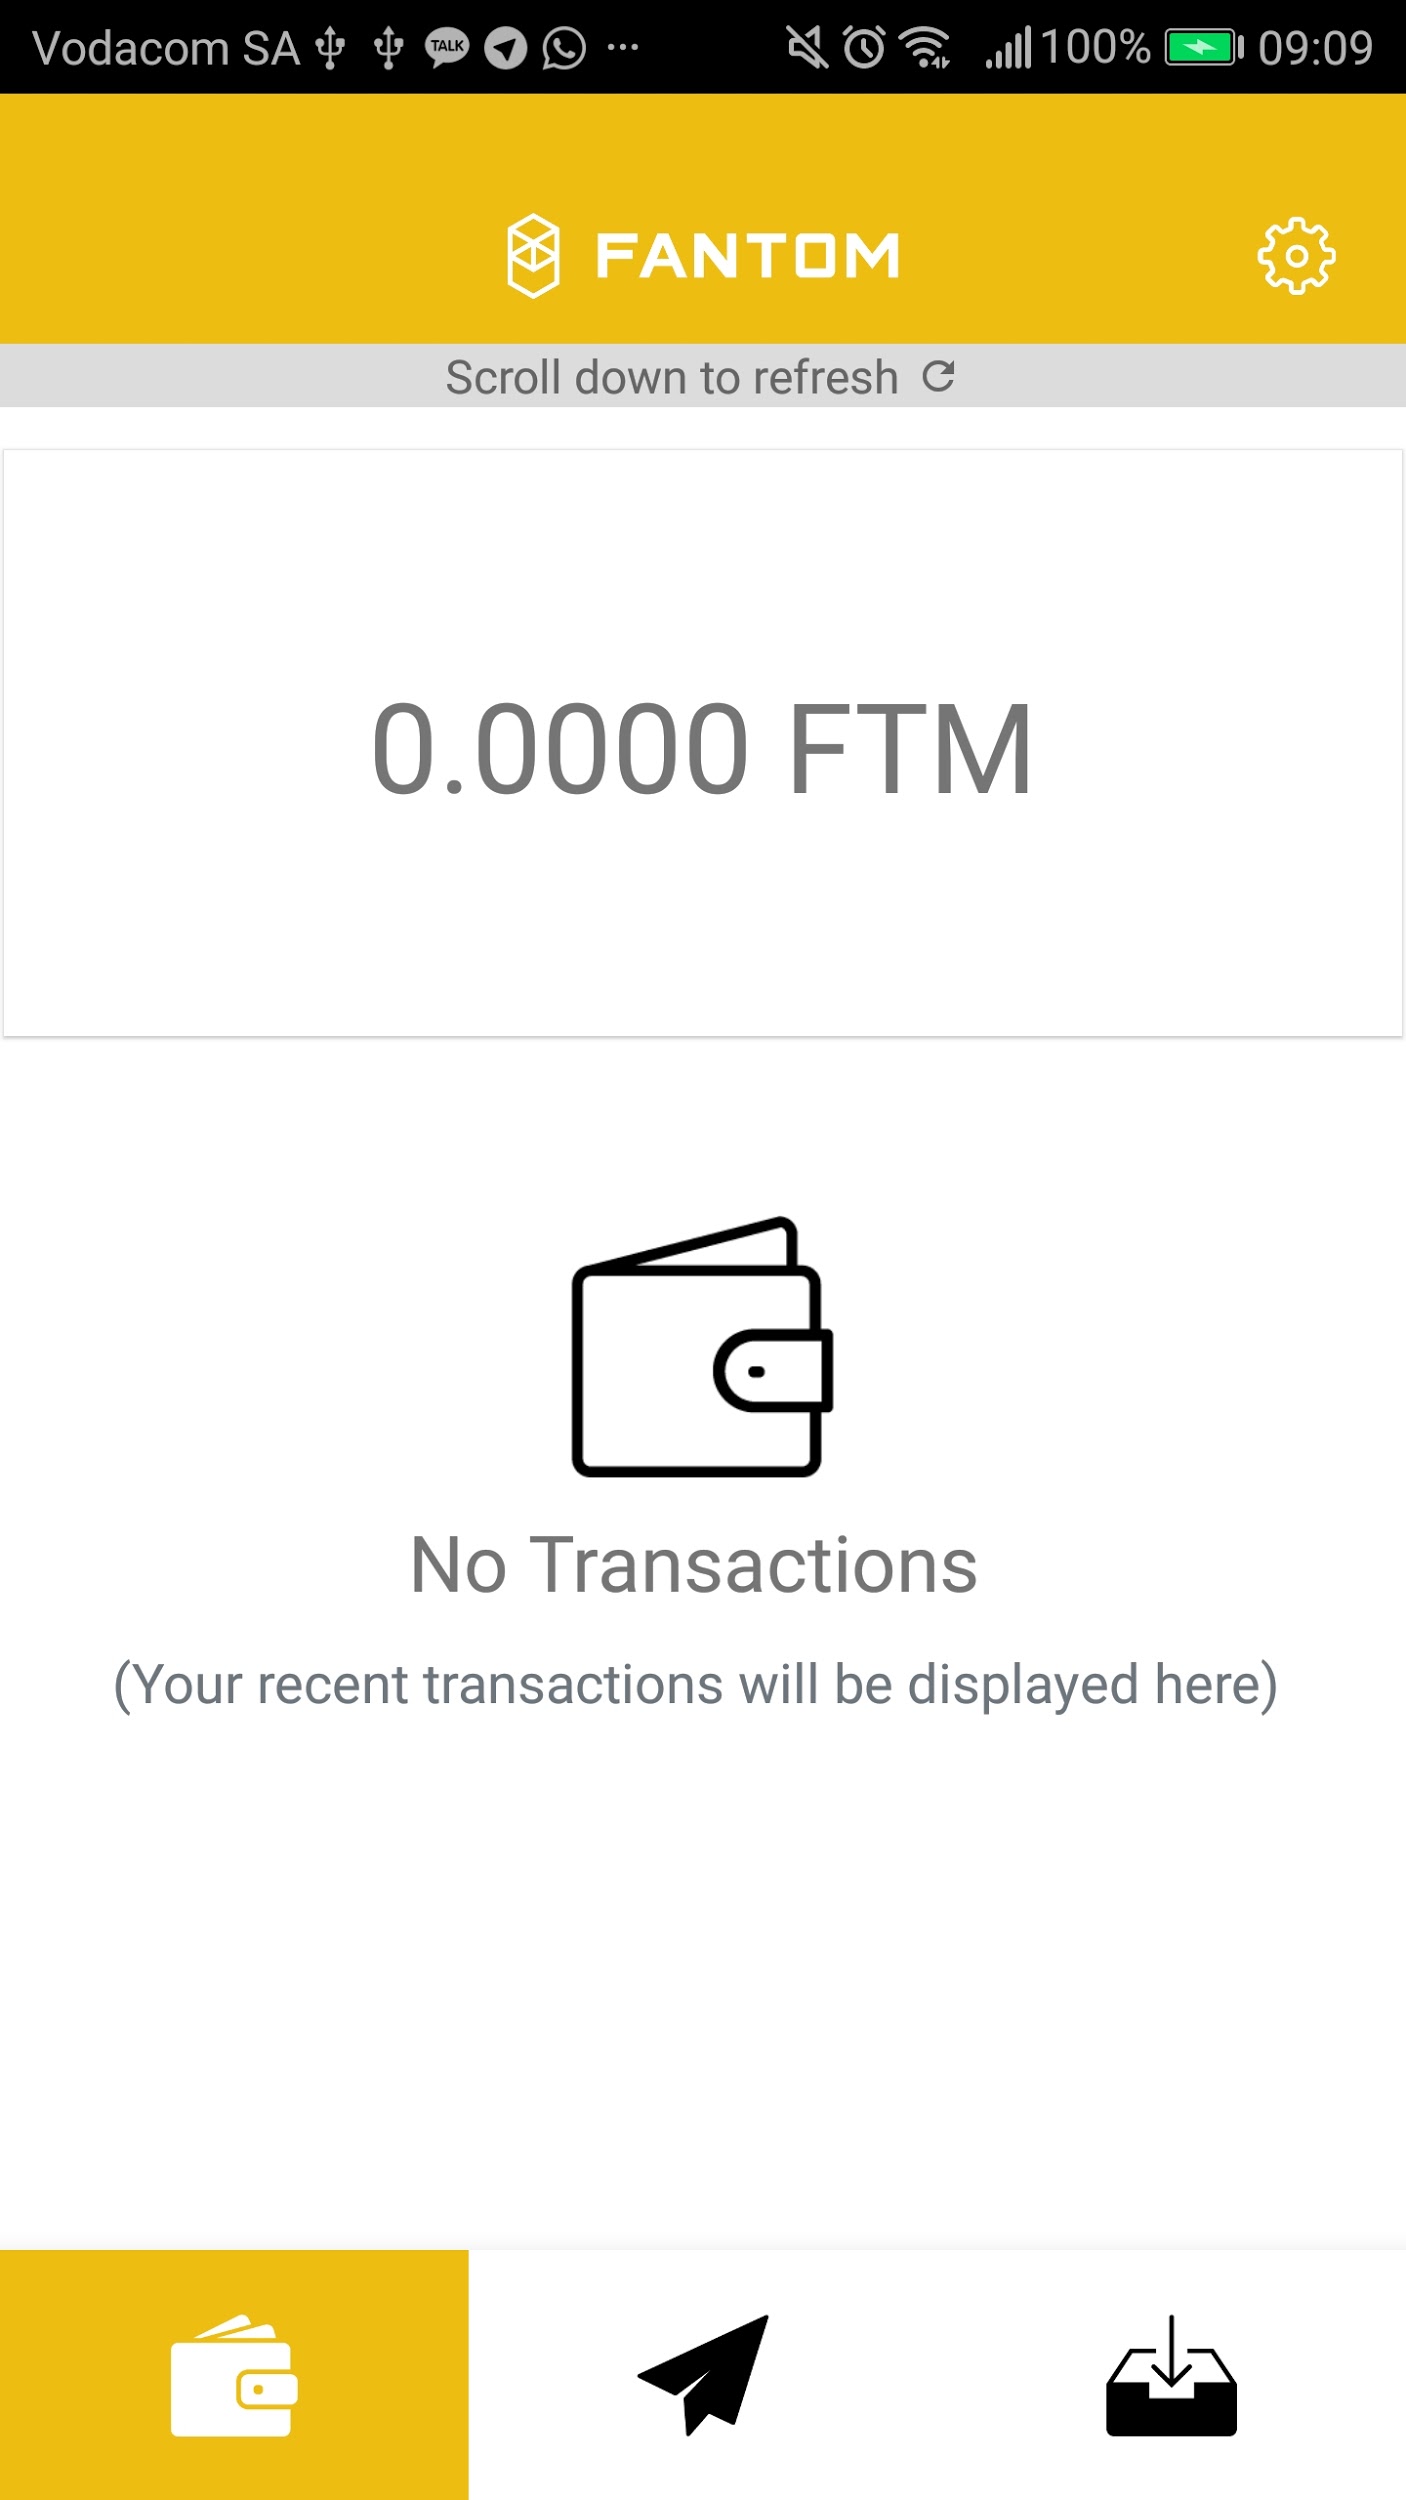 Vodacom SA TALK 100% 09:09
FANTOM
Scroll down to refresh
0.0000 FTM
No Transactions
(Your recent transactions will be displayed here)